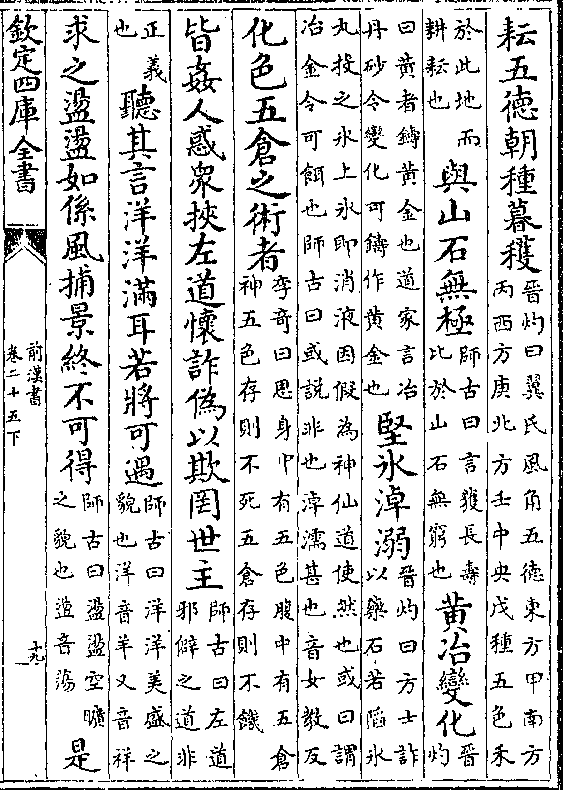 耘五德朝種暮穫晉灼曰翼氏風角五德東方甲南方丙西方庚北方壬中央戊種五色禾
於此地而耕耘也與山石無極師古曰言獲長壽比於山石無窮也黄冶變化晉灼
曰黄者鑄黄金也道家言冶丹砂令變化可鑄作黄金也堅氷淖溺晉灼曰方士詐以藥石若陷氷
丸投之氷上氷即消液因假為神仙道使然也或曰謂冶金令可餌也師古曰或説非也淖濡甚也音女教反
化色五倉之術者李奇曰思身中有五色腹中有五倉神五色存則不死五倉存則不饑
皆姦人惑衆挾左道懷詐偽以欺罔世主師古曰左道邪僻之道非
正義也聽其言洋洋滿耳若將可遇師古曰洋洋美盛之貌也洋音羊又音祥
求之盪盪如係風捕景終不可得師古曰盪盪空曠之貌也盪音蕩是
欽定四庫全書
前漢書
卷二十五下
十九